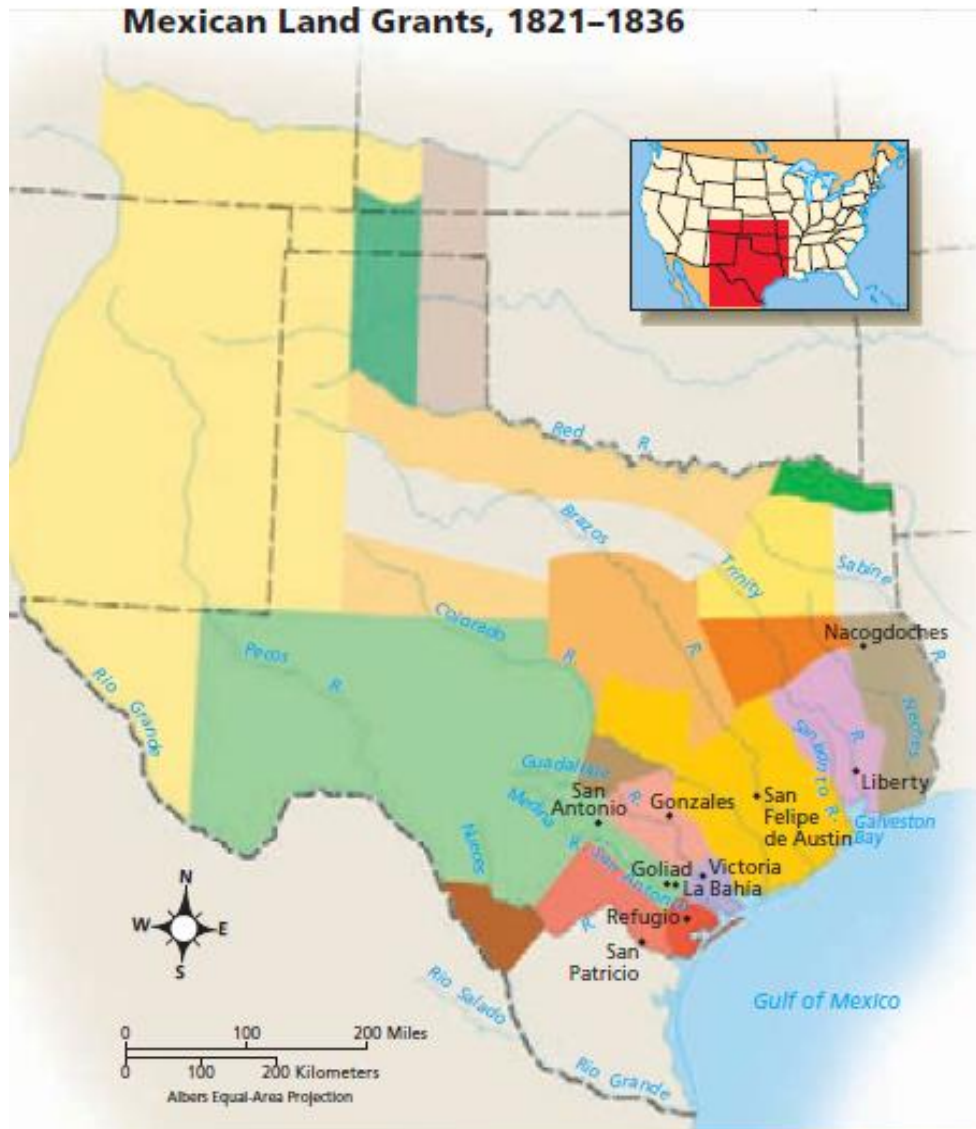 Mexican Land Grants, 1821–1836
Red R.
Brazos
R.
Trinity
R.
Sabine
R.
Colorado
R.
Nacogdoches
Pecos
R.
Rio
Grande
Neches
San Jacinto R.
Guadalupe
R.
San
Antonio
Gonzales
San
Felipe
de Austin
Liberty
Galveston
Bay
Medina
R.
Nueces
R.
San Antonio
Goliad
Victoria
La Bahía
Refugio
San
Patricio
N
W
E
S
Rio Salado
Gulf of Mexico
Rio Grande
0 100 200 Miles
0 100 200 Kilometers
Albers Equal-Area Projection